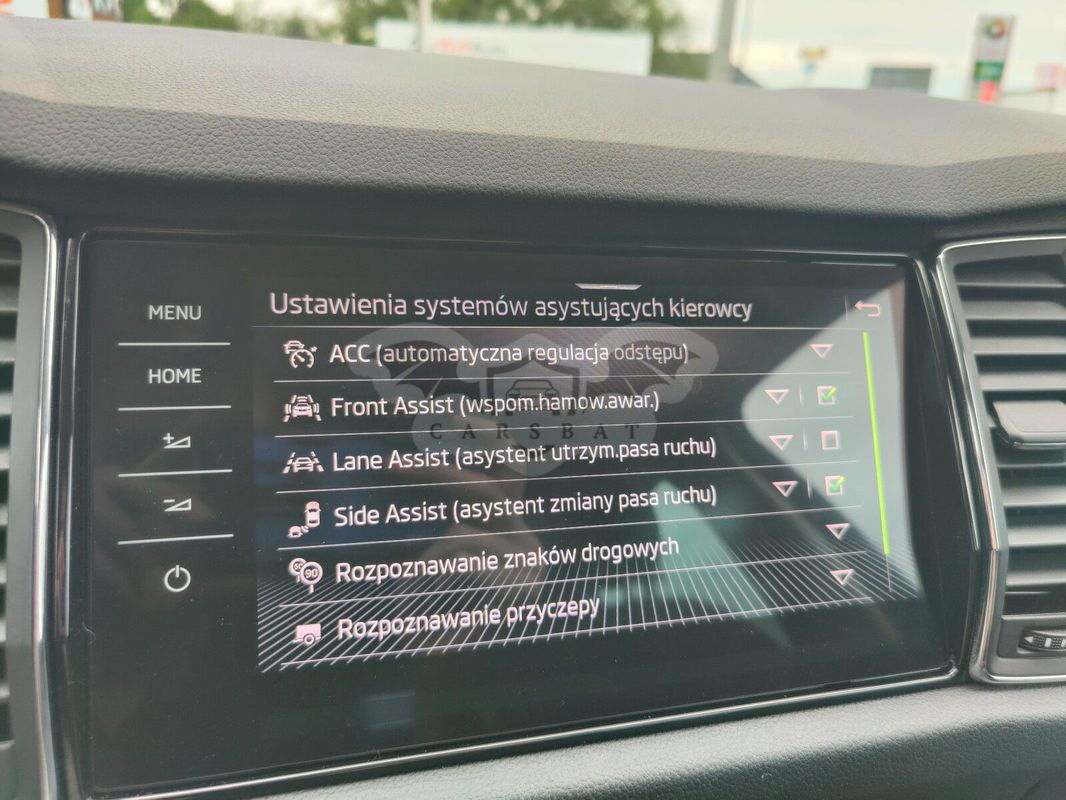 MENU
HOME
Ustawienia systemów asystujących kierowcy
ACC (automatyczna regulacja odstępu)
Front Assist (wspom.hamow.awar.)
CARSBAT
Lane Assist (asystent utrzym.pasa ruchu)
Side Assist (asystent zmiany pasa ruchu)
90
Rozpoznawanie znaków drogowych
Rozpoznawanie przyczepy